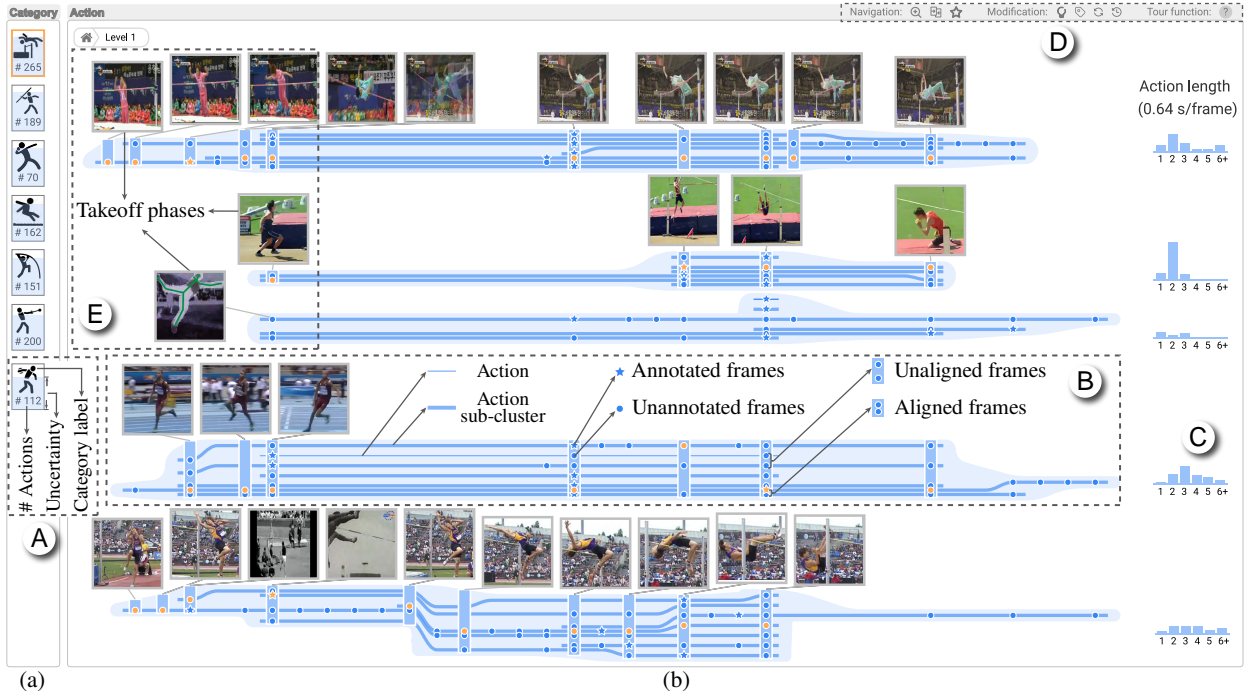 Category
Action
Navigation:
Modification:
Tour function:
?
Level 1
D
# 265
# 189
# 70
# 162
# 151
# 200
# 112
Action length
(0.64 s/frame)
1 2 3 4 5 6+
Takeoff phases
E
1 2 3 4 5 6+
1 2 3 4 5 6+
Action
Action
sub-cluster
Annotated frames
Unannotated frames
Unaligned frames
Aligned frames
B
C
1 2 3 4 5 6+
# Actions
Uncertainty
Category label
A
1 2 3 4 5 6+
(a)
(b)